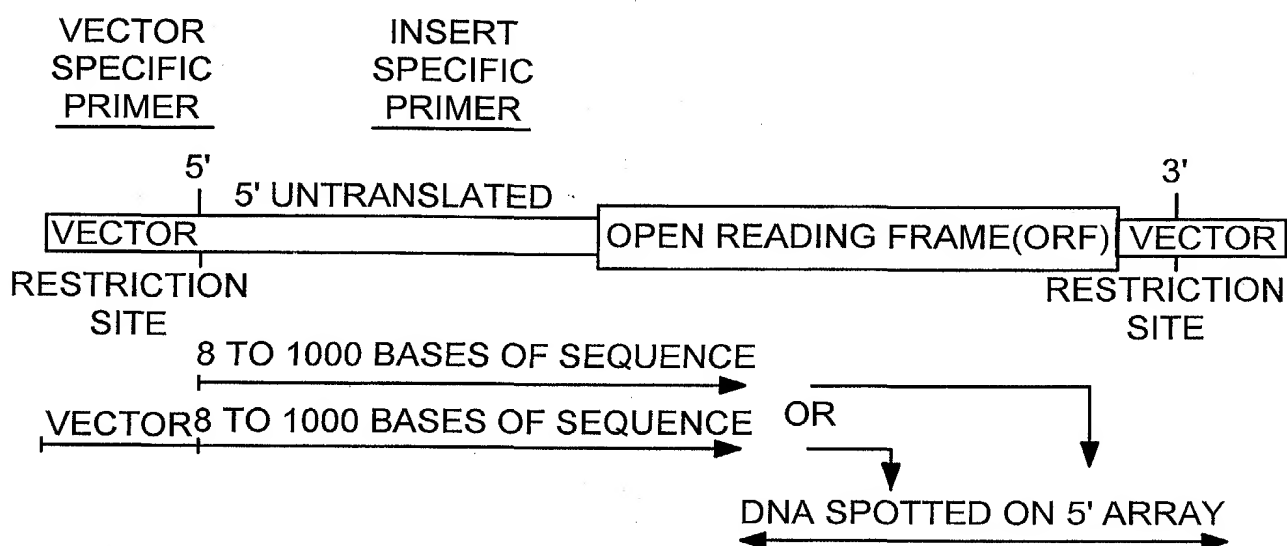 VECTOR
SPECIFIC
PRIMER
INSERT
SPECIFIC
PRIMER
5'
3'
5' UNTRANSLATED
VECTOR
OPEN READING FRAME(ORF)
VECTOR
RESTRICTION
SITE
RESTRICTION
SITE
8 TO 1000 BASES OF SEQUENCE
OR
VECTOR
8 TO 1000 BASES OF SEQUENCE
DNA SPOTTED ON 5' ARRAY